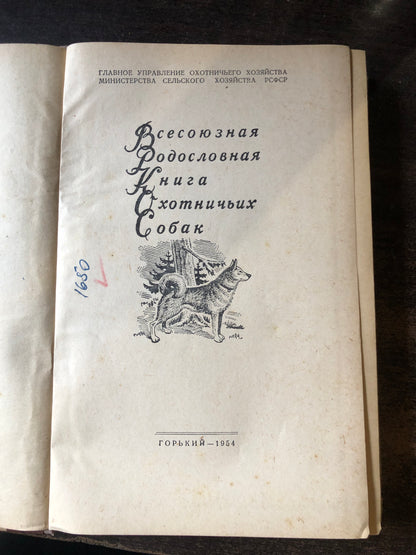 ГЛАВНОЕ УПРАВЛЕНИЕ ОХОТНИЧЬЕГО ХОЗЯЙСТВА
МИНИСТЕРСТВА СЕЛЬСКОГО ХОЗЯЙСТВА РСФСР
Всесоюзная
Родословная
Книга
Охотничьих
Собак
1650
ГОРЬКИЙ—1954